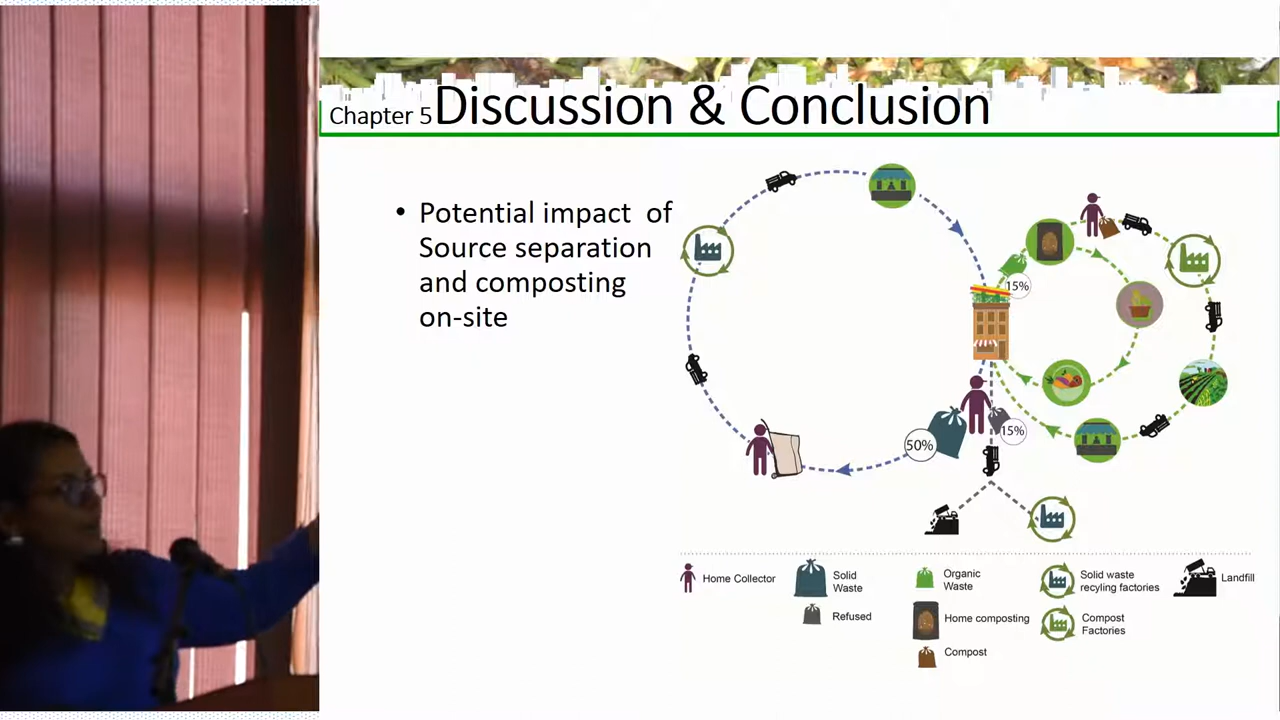 Chapter 5 Discussion & Conclusion
• Potential impact of
Source separation
and composting
on-site
15%
50%
15%
Home Collector
Solid
Waste
Refused
Organic
Waste
Home composting
Compost
Solid waste
recyling factories
Compost
Factories
Landfill